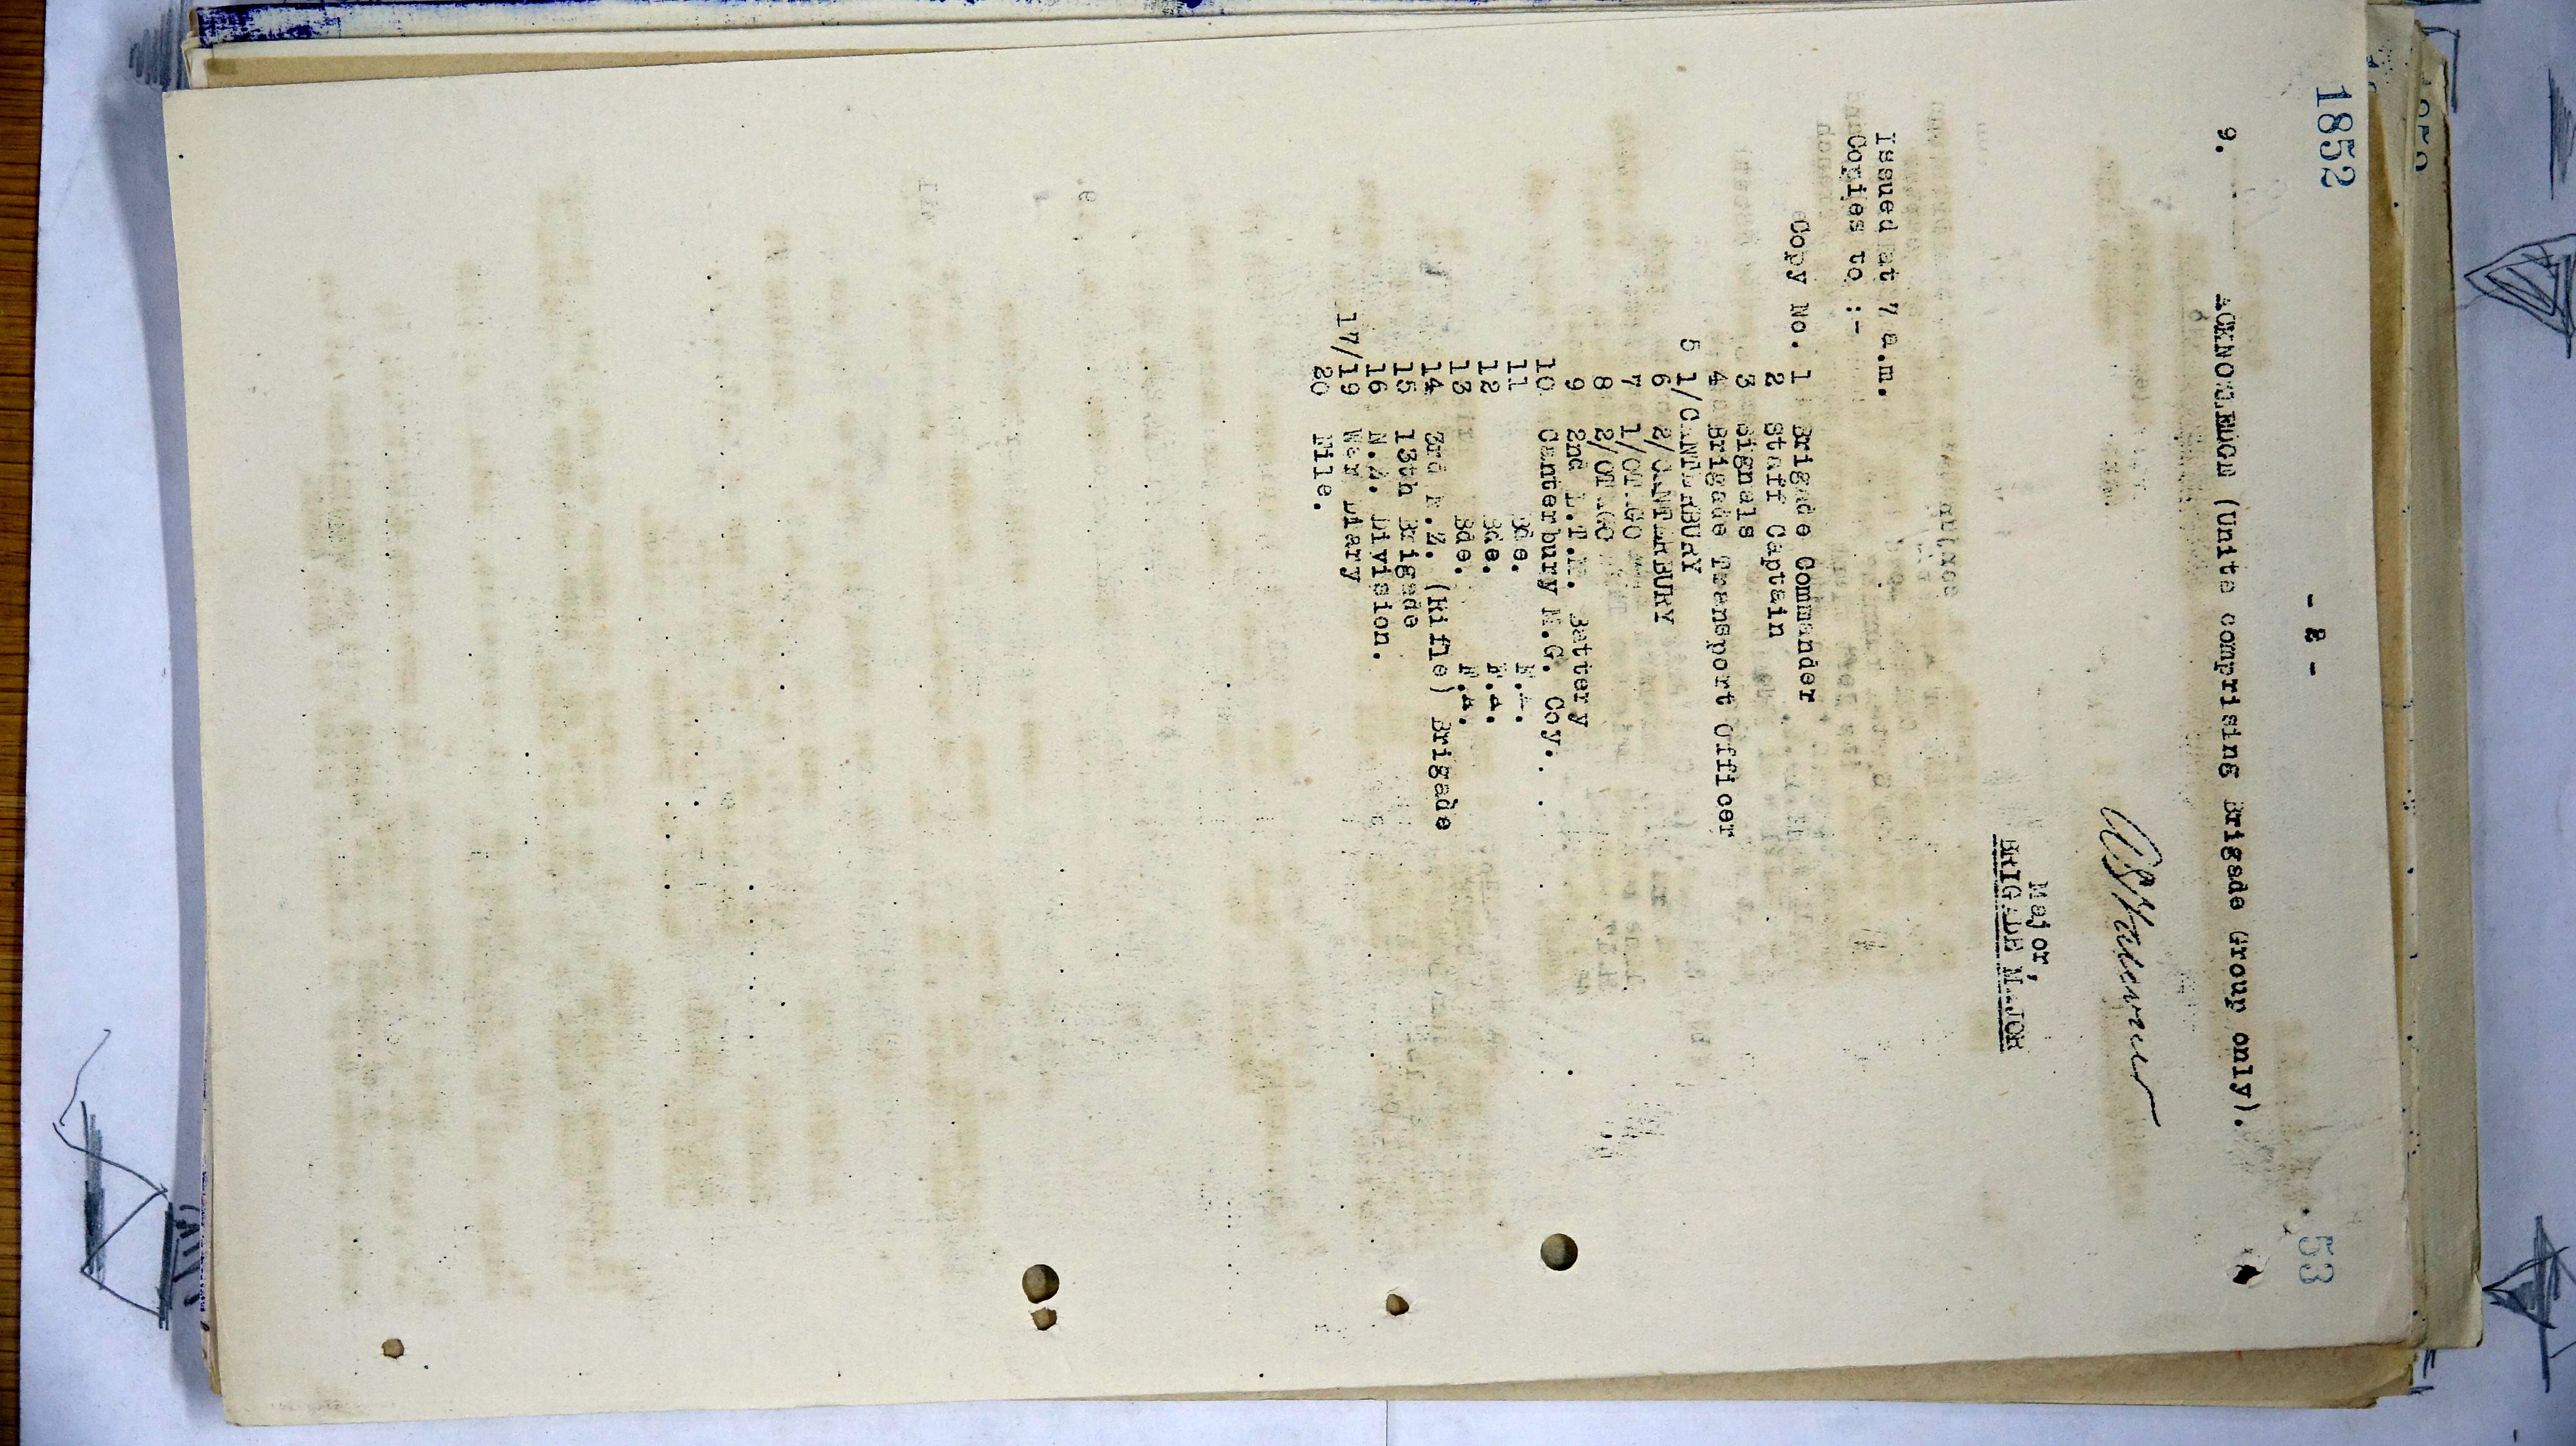 1852
- 2 -
53
9. ACKNOWLEDGE (Units comprising Brigade Group only).
Major,
BRIGADE MAJOR
Issued at 7 a.m.
Copies to :-
Copy No. 1 Brigade Commander
2 Staff Captain
3 Signals
4 Brigade Transport Officer
5 1/CANTERBURY
6 2/CANTERBURY
7 1/OTAGO
8 2/OTAGO
9 2nd L.T.M. Battery
10 Canterbury M.G. Coy.
11 Bde. F.A.
12 Bde. F.A.
13 Bde. F.A.
14 3rd N.Z. (Rifle) Brigade
15 13th Brigade
16 N.Z. Division.
17/19 War Diary
20 File.